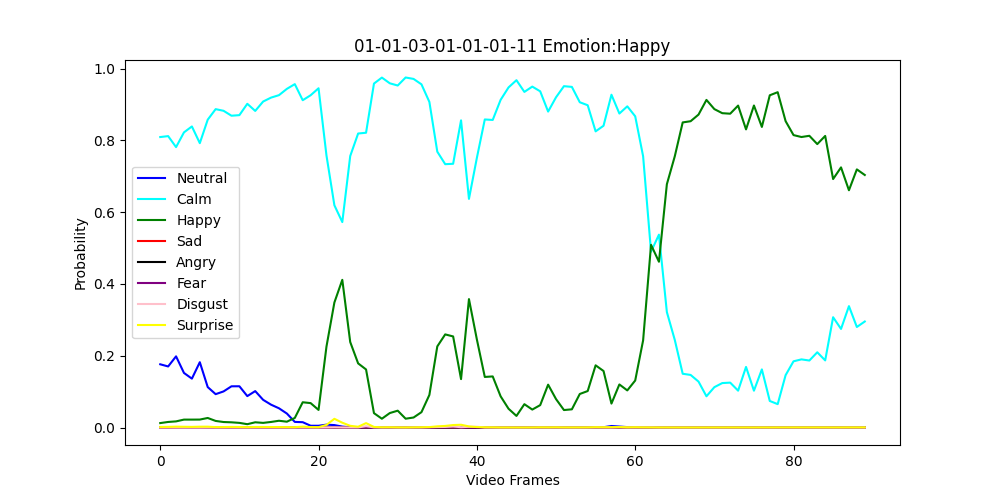 01-01-03-01-01-01-11 Emotion:Happy
1.0
0.8
0.6
0.4
0.2
0.0
Probability
Neutral
Calm
Happy
Sad
Angry
Fear
Disgust
Surprise
0 20 40 60 80
Video Frames